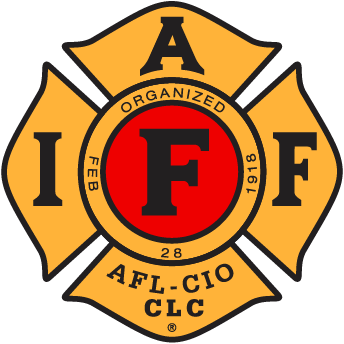 A
ORGANIZED
I F F
FEB 28 1918
AFL-CIO
CLC
®